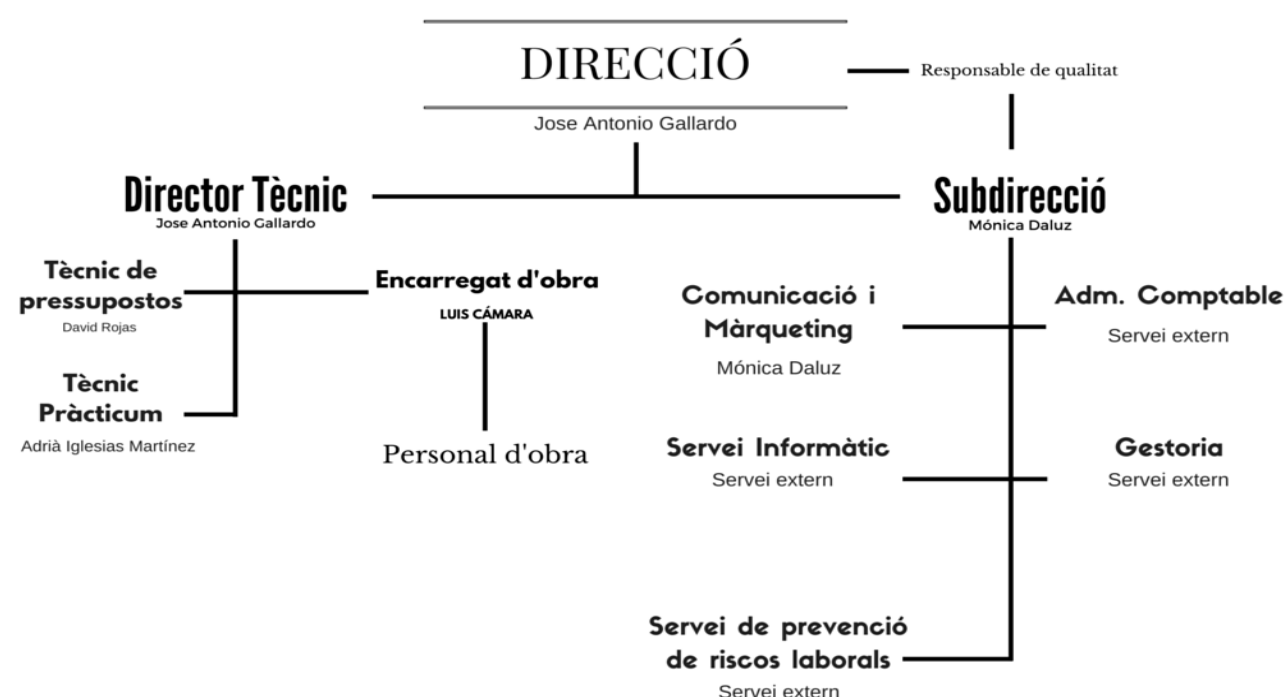 DIRECCIÓ
Responsable de qualitat
Jose Antonio Gallardo
Director Tècnic
Jose Antonio Gallardo
Subdirecció
Mónica Daluz
Tècnic de
pressupostos
David Rojas
Encarregat d'obra
LUIS CÁMARA
Tècnic
Pràcticum
Adrià Iglesias Martínez
Personal d'obra
Comunicació i
Màrqueting
Mónica Daluz
Adm. Comptable
Servei extern
Servei Informàtic
Servei extern
Gestoria
Servei extern
Servei de prevenció
de riscos laborals
Servei extern